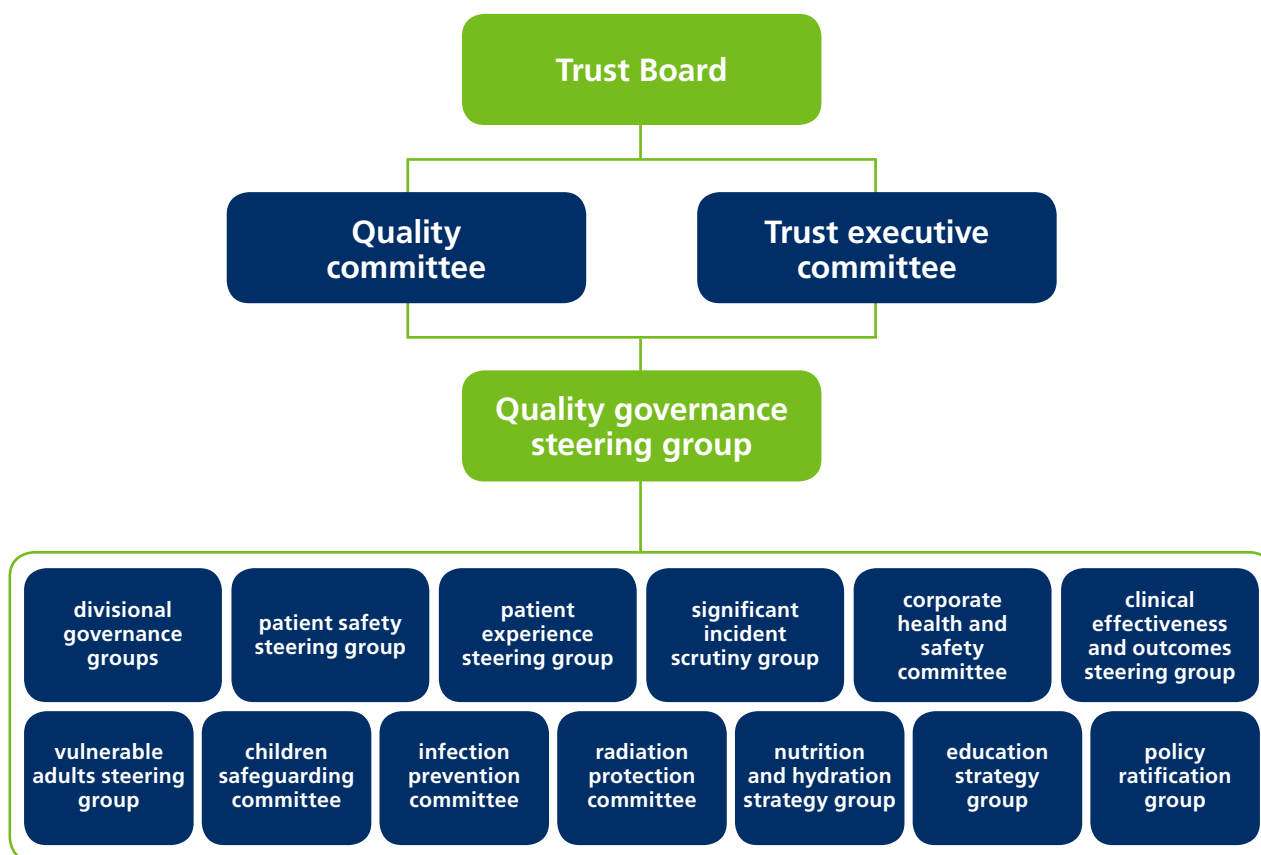 Trust Board
Quality
committee
Trust executive
committee
Quality governance
steering group
divisional
governance
groups
patient safety
steering group
patient
experience
steering group
significant
incident
scrutiny group
corporate
health and
safety
committee
clinical
effectiveness
and outcomes
steering group
vulnerable
adults steering
group
children
safeguarding
committee
infection
prevention
committee
radiation
protection
committee
nutrition
and hydration
strategy group
education
strategy
group
policy
ratification
group